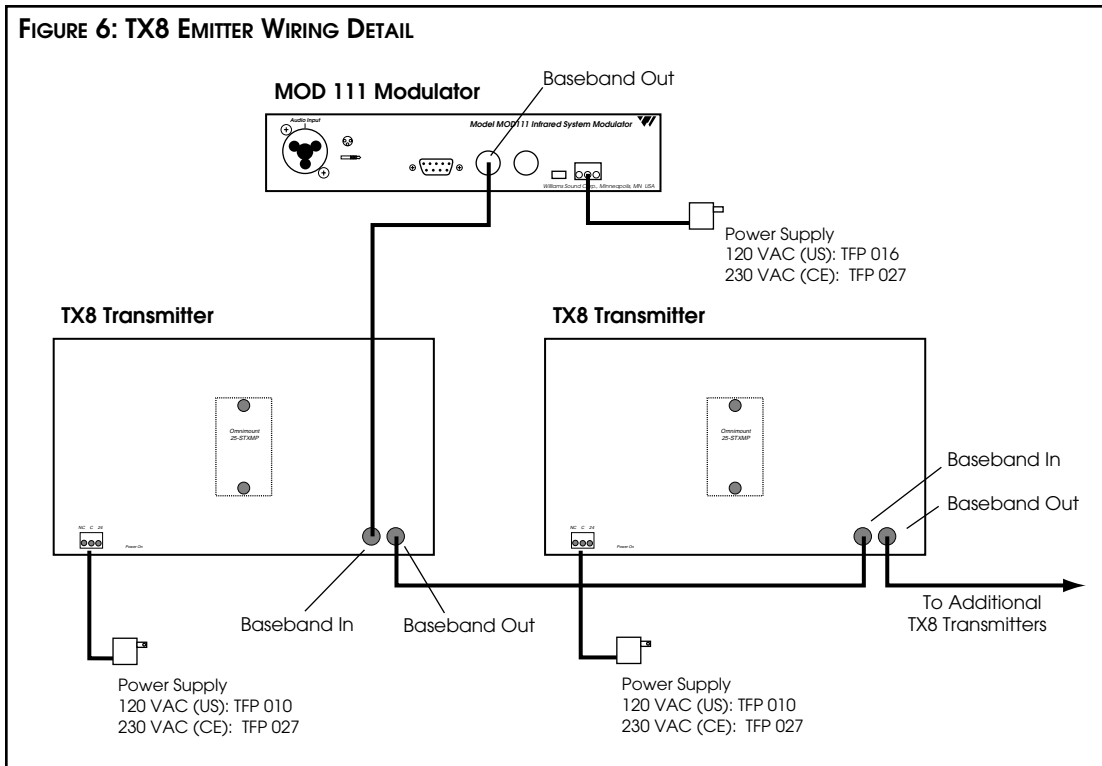 FIGURE 6: TX8 EMITTER WIRING DETAIL
Baseband Out
MOD 111 Modulator
Audio Input
Model MOD111 Infrared System Modulator
Williams Sound Corp., Minneapolis, MN USA
Power Supply
120 VAC (US): TFP 016
230 VAC (CE): TFP 027
TX8 Transmitter
Omnimount
25-STXMP
NC C 25
Power On
Baseband In
Baseband Out
Power Supply
120 VAC (US): TFP 010
230 VAC (CE): TFP 027
TX8 Transmitter
Omnimount
25-STXMP
Baseband In
Baseband Out
NC C 24
Power On
To Additional
TX8 Transmitters
Power Supply
120 VAC (US): TFP 010
230 VAC (CE): TFP 027